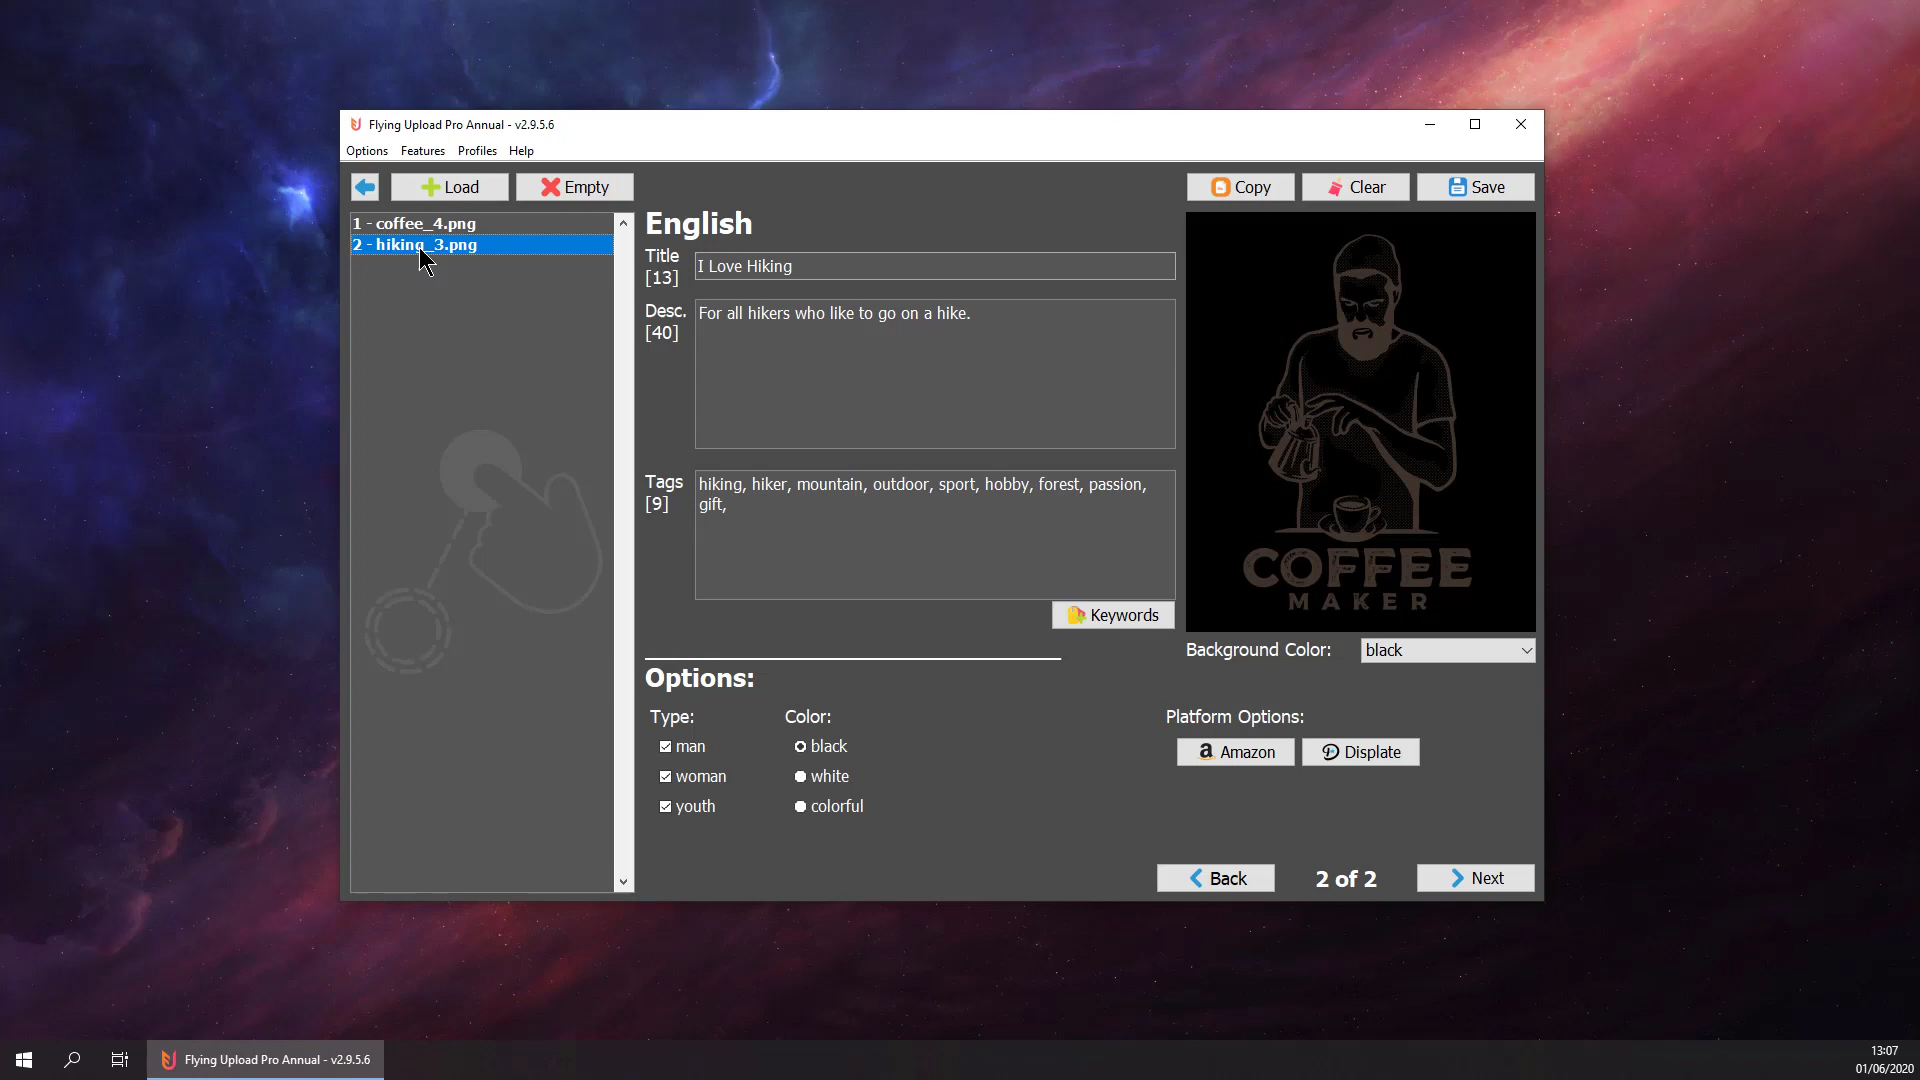 Flying Upload Pro Annual - v2.9.5.6
Options Features Profiles Help
Load Empty Copy Clear Save
1 - coffee_4.png
2 - hiking_3.png
English
Title
[13]
I Love Hiking
Desc.
[40]
For all hikers who like to go on a hike.
Tags
[9]
hiking, hiker, mountain, outdoor, sport, hobby, forest, passion,
gift,
Keywords
COFFEE
MAKER
Background Color: black
Options:
Type: Color: Platform Options:
man black
Amazon Displate
woman white
youth colorful
Back 2 of 2 Next
Flying Upload Pro Annual - v2.9.5.6
13:07
01/06/2020